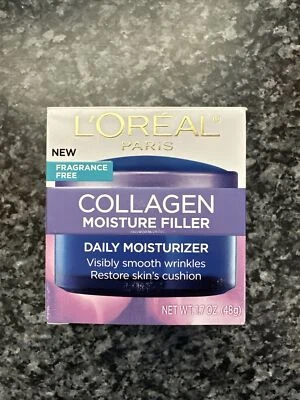 L'ORÉAL®
PARIS
NEW
FRAGRANCE
FREE
COLLAGEN
MOISTURE FILLER
DAILY MOISTURIZER
Visibly smooth wrinkles
Restore skin's cushion
NET WT. 1.7 OZ. (48g)